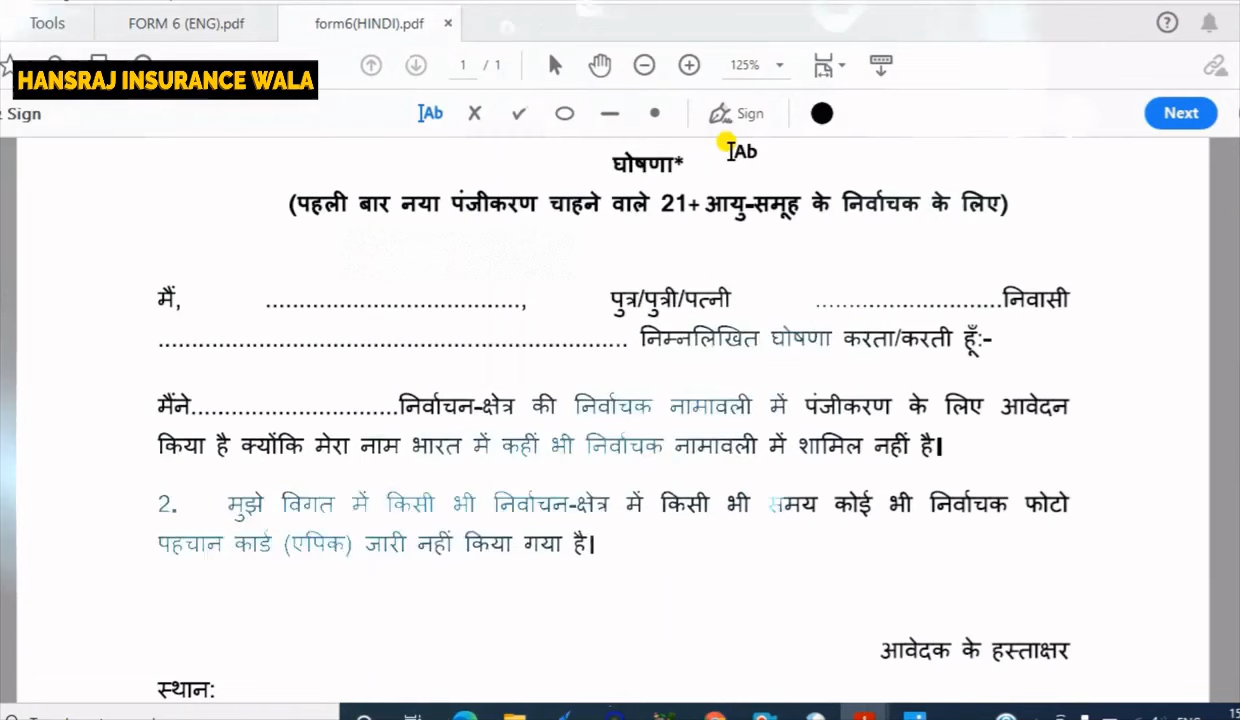 Tools FORM 6 (ENG).pdf form6(HINDI).pdf ×
HANSRAJ INSURANCE WALA 1 / 1 125%
Sign Ab Sign Next
Ab
घोषणा*
(पहली बार नया पंजीकरण चाहने वाले 21+ आयु-समूह के निर्वाचक के लिए)
मैं, ......................................, पुत्र/पुत्री/पत्नी ............................निवासी
....................................................................... निम्नलिखित घोषणा करता/करती हूँ:-
मैंने...............................निर्वाचन-क्षेत्र की निर्वाचक नामावली में पंजीकरण के लिए आवेदन
किया है क्योंकि मेरा नाम भारत में कहीं भी निर्वाचक नामावली में शामिल नहीं है।
2. मुझे विगत में किसी भी निर्वाचन-क्षेत्र में किसी भी समय कोई भी निर्वाचक फोटो
पहचान कार्ड (एपिक) जारी नहीं किया गया है।
आवेदक के हस्ताक्षर
स्थान: